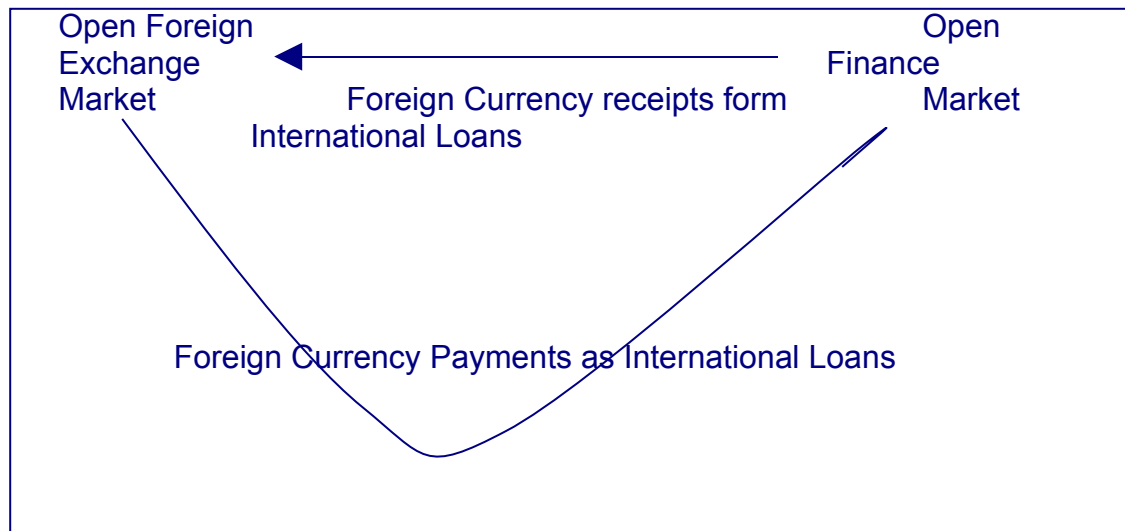 Open Foreign
Exchange
Market
Open
Finance
Market
Foreign Currency receipts form
International Loans
Foreign Currency Payments as International Loans